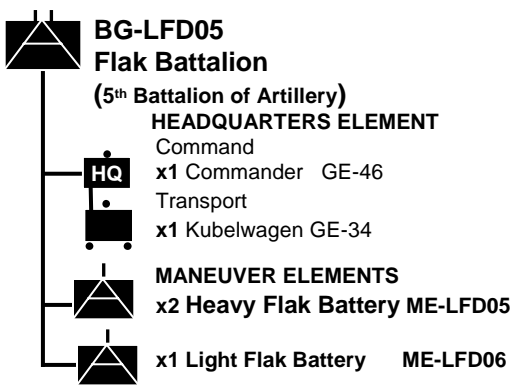 BG-LFD05
Flak Battalion
(5th Battalion of Artillery)
HEADQUARTERS ELEMENT
Command
HQ x1 Commander GE-46
Transport
x1 Kubelwagen GE-34
MANEUVER ELEMENTS
x2 Heavy Flak Battery ME-LFD05
x1 Light Flak Battery ME-LFD06